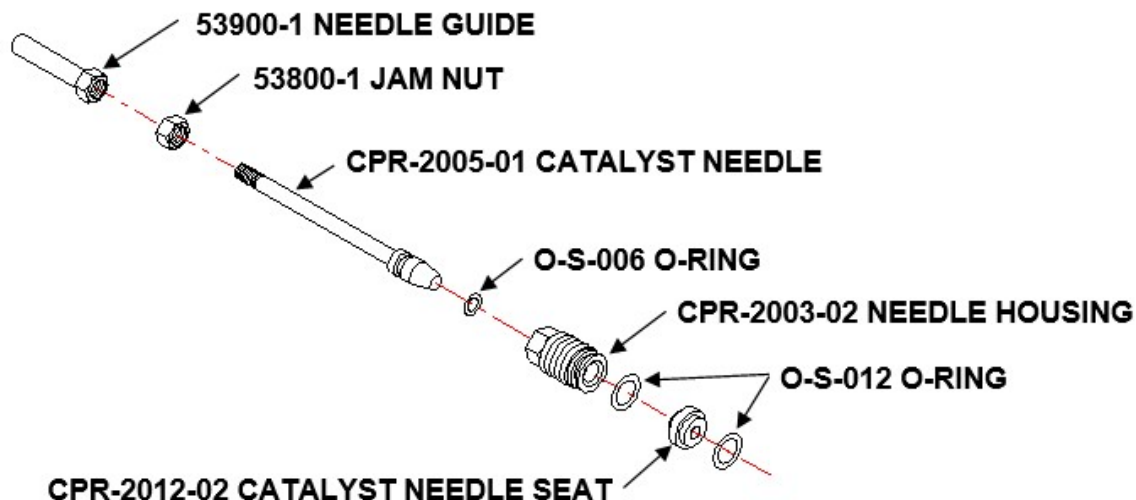 53900-1 NEEDLE GUIDE
53800-1 JAM NUT
CPR-2005-01 CATALYST NEEDLE
O-S-006 O-RING
CPR-2003-02 NEEDLE HOUSING
O-S-012 O-RING
CPR-2012-02 CATALYST NEEDLE SEAT